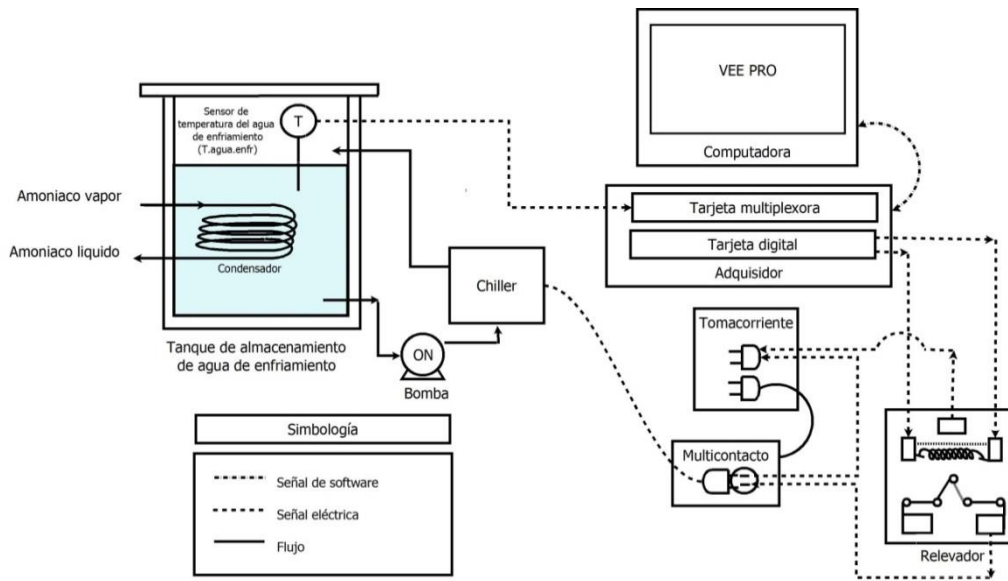 VEE PRO
Computadora
Sensor de
temperatura del agua
de enfriamiento
(T.agua.enfr)
T
Amoniaco vapor
Amoniaco liquido
Condensador
Tarjeta multiplexora
Tarjeta digital
Adquisidor
Chiller
Tomacorriente
Tanque de almacenamiento
de agua de enfriamiento
ON
Bomba
Simbología
Multicontacto
Señal de software
Señal eléctrica
Flujo
Relevador